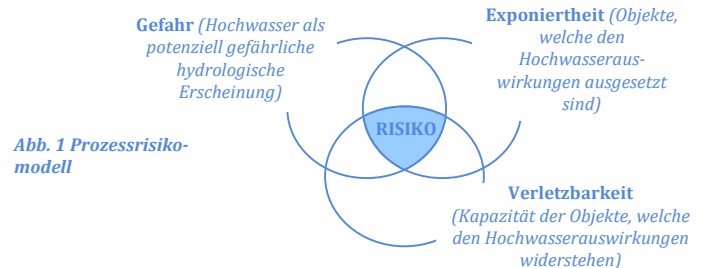 Gefahr (Hochwasser als
potenziell gefährliche
hydrologische
Erscheinung)
Exponiertheit (Objekte,
welche den
Hochwasseraus-
wirkungen ausgesetzt
sind)
RISIKO
Abb. 1 Prozessrisiko-
modell
Verletzbarkeit
(Kapazität der Objekte, welche
den Hochwasserauswirkungen
widerstehen)